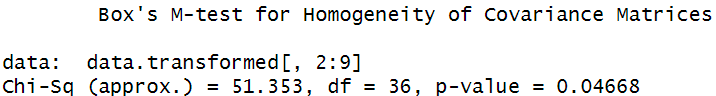 Box's M-test for Homogeneity of Covariance Matrices
data:  data.transformed[, 2:9]
Chi-Sq (approx.) = 51.353, df = 36, p-value = 0.04668